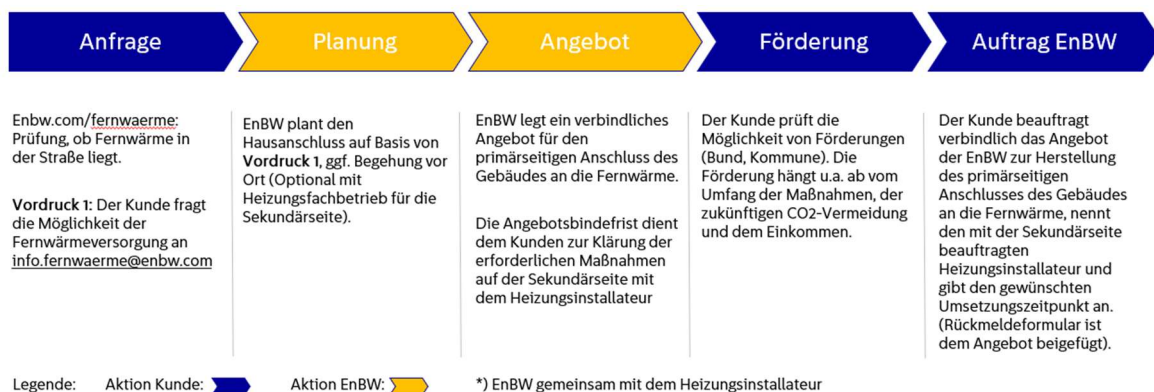 Anfrage
Planung
Angebot
Förderung
Auftrag EnBW
Enbw.com/fernwaerme:
Prüfung, ob Fernwärme in
der Straße liegt.
Vordruck 1: Der Kunde fragt
die Möglichkeit der
Fernwärmeversorgung an
info.fernwaerme@enbw.com
EnBW plant den
Hausanschluss auf Basis von
Vordruck 1, ggf. Begehung vor
Ort (Optional mit
Heizungsfachbetrieb für die
Sekundärseite).
EnBW legt ein verbindliches
Angebot für den
primärseitigen Anschluss des
Gebäudes an die Fernwärme.
Die Angebotsbindefrist dient
dem Kunden zur Klärung der
erforderlichen Maßnahmen
auf der Sekundärseite mit
dem Heizungsinstallateur
Der Kunde prüft die
Möglichkeit von Förderungen
(Bund, Kommune). Die
Förderung hängt u.a. ab vom
Umfang der Maßnahmen, der
zukünftigen CO2-Vermeidung
und dem Einkommen.
Der Kunde beauftragt
verbindlich das Angebot
der EnBW zur Herstellung
des primärseitigen
Anschlusses des Gebäudes
an die Fernwärme, nennt
den mit der Sekundärseite
beauftragten
Heizungsinstallateur und
gibt den gewünschten
Umsetzungszeitpunkt an.
(Rückmeldeformular ist
dem Angebot beigefügt).
Legende: Aktion Kunde: Aktion EnBW: *) EnBW gemeinsam mit dem Heizungsinstallateur